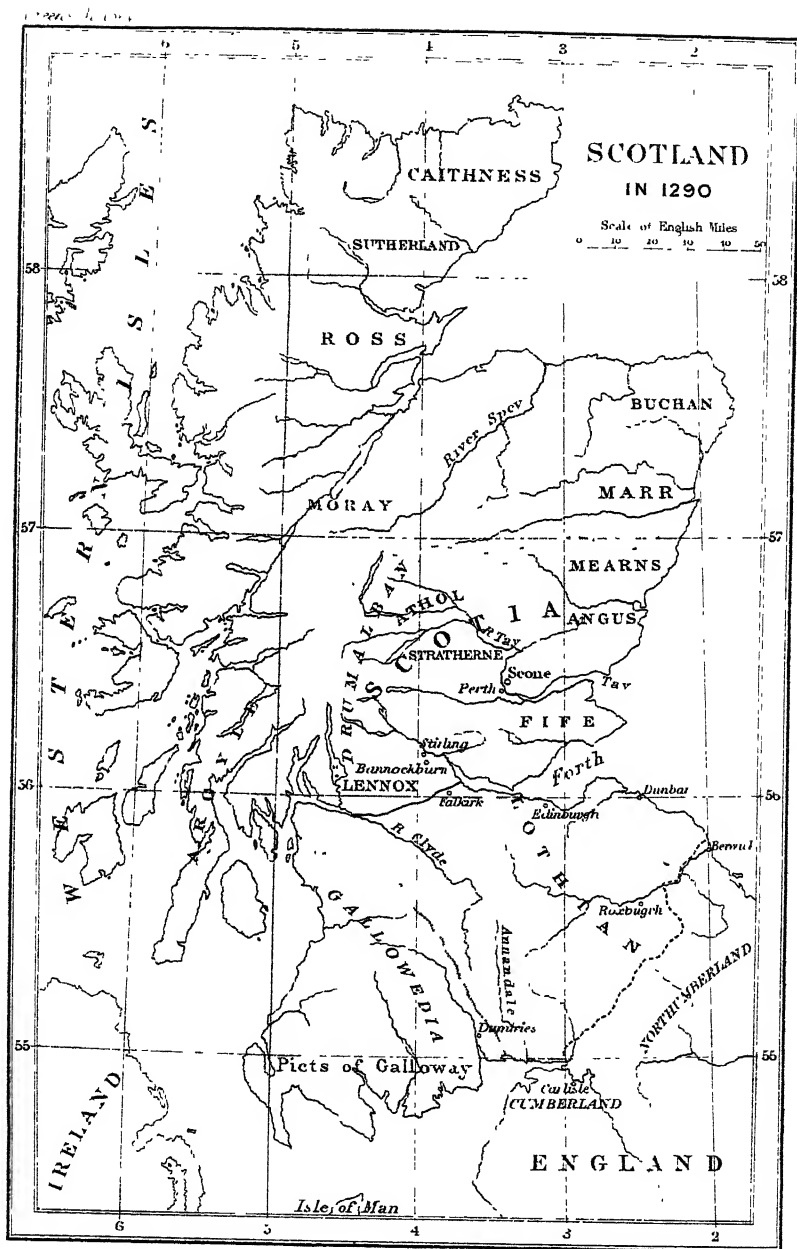 6 5 4 3 2
SCOTLAND
IN 1290
Scale of English Miles
0 10 20 30 40 50
CAITHNESS
SUTHERLAND
58 58
ROSS
WESTERN ISLES
BUCHAN
River Spey
MARR
MORAY
57 57
MEARNS
DRUMALBAN
ATHOL
SCOTIA
ANGUS
R Tay
STRATHERNE
Scone
Perth
Tay
FIFE
ARGYLE
Stirling
Bannockburn
Forth
LENNOX
56 56
Falkirk
Edinburgh
Dunbar
LOTHIAN
R. Clyde
Roxburgh
GALLOWEDIA
Annandale
NORTHUMBERLAND
Dumfries
55 55
Picts of Galloway
Carlisle
CUMBERLAND
IRELAND
ENGLAND
Isle of Man
6 5 4 3 2